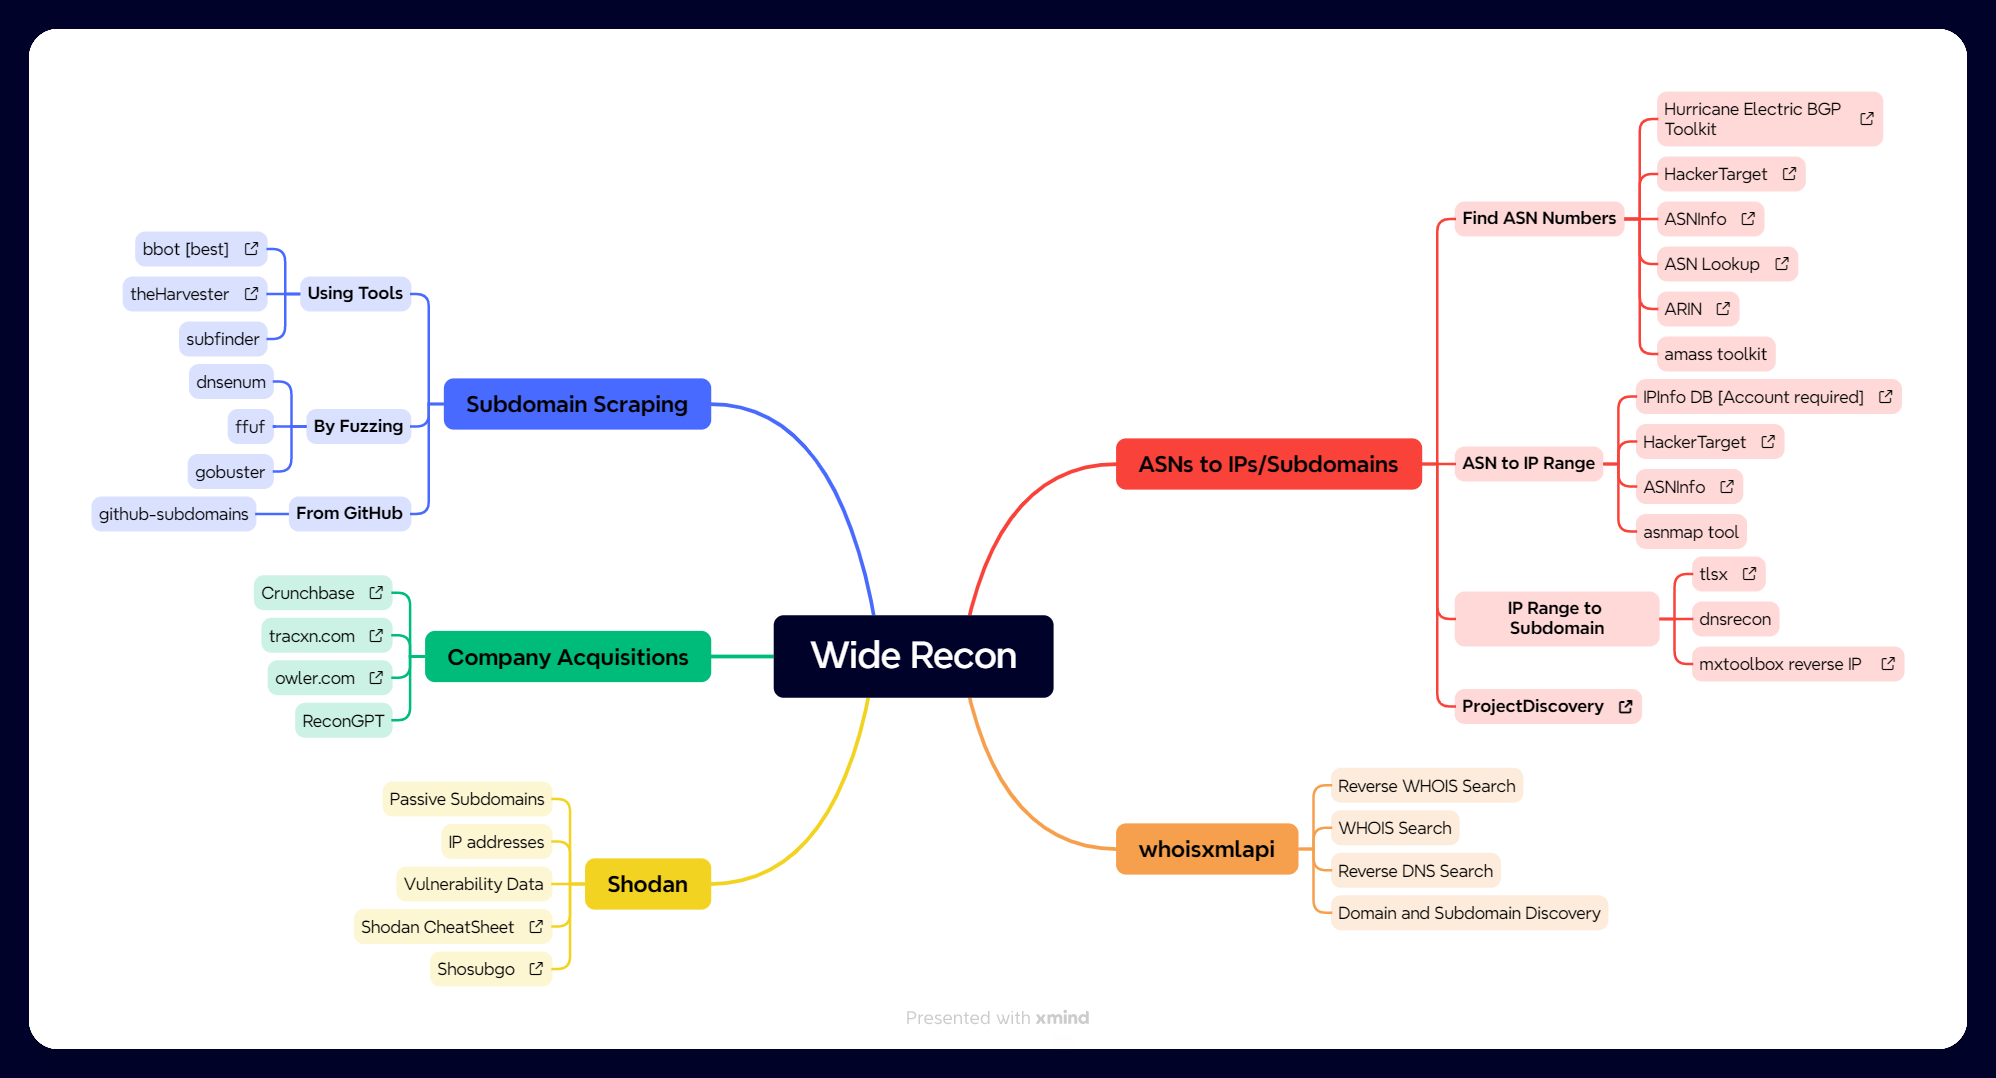 Wide Recon
ASNs to IPs/Subdomains
Find ASN Numbers
Hurricane Electric BGP
Toolkit
HackerTarget
ASNInfo
ASN Lookup
ARIN
amass toolkit
ASN to IP Range
IPInfo DB [Account required]
HackerTarget
ASNInfo
asnmap tool
IP Range to
Subdomain
tlsx
dnsrecon
mxtoolbox reverse IP
ProjectDiscovery
whoisxmlapi
Reverse WHOIS Search
WHOIS Search
Reverse DNS Search
Domain and Subdomain Discovery
Subdomain Scraping
Using Tools
bbot [best]
theHarvester
subfinder
By Fuzzing
dnsenum
ffuf
gobuster
From GitHub
github-subdomains
Company Acquisitions
Crunchbase
tracxn.com
owler.com
ReconGPT
Shodan
Passive Subdomains
IP addresses
Vulnerability Data
Shodan CheatSheet
Shosubgo
Presented with xmind